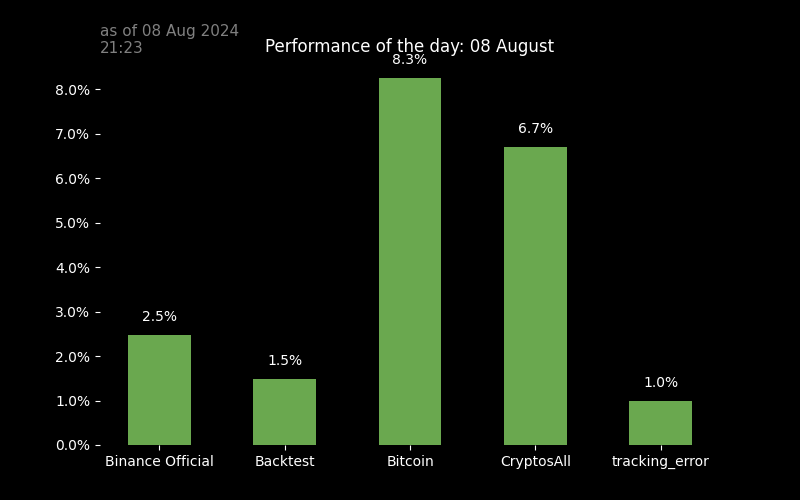 as of 08 Aug 2024
21:23
Performance of the day: 08 August
8.3%
8.0%
7.0%
6.7%
6.0%
5.0%
4.0%
3.0%
2.5%
2.0%
1.5%
1.0%
1.0%
0.0%
Binance Official
Backtest
Bitcoin
CryptosAll
tracking_error